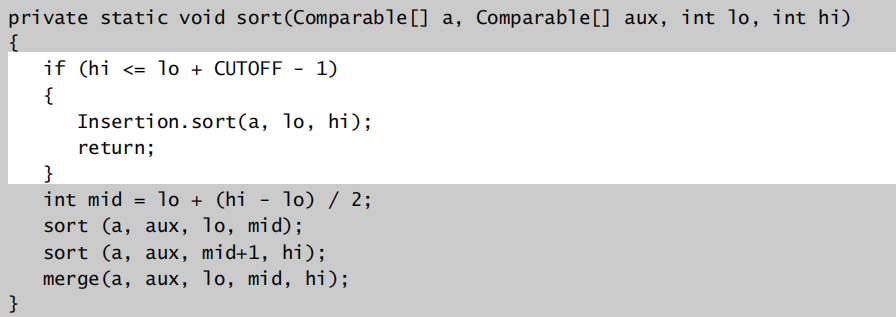 private static void sort(Comparable[] a, Comparable[] aux, int lo, int hi)
{
   if (hi <= lo + CUTOFF - 1)
   {
      Insertion.sort(a, lo, hi);
      return;
   }
   int mid = lo + (hi - lo) / 2;
   sort (a, aux, lo, mid);
   sort (a, aux, mid+1, hi);
   merge(a, aux, lo, mid, hi);
}